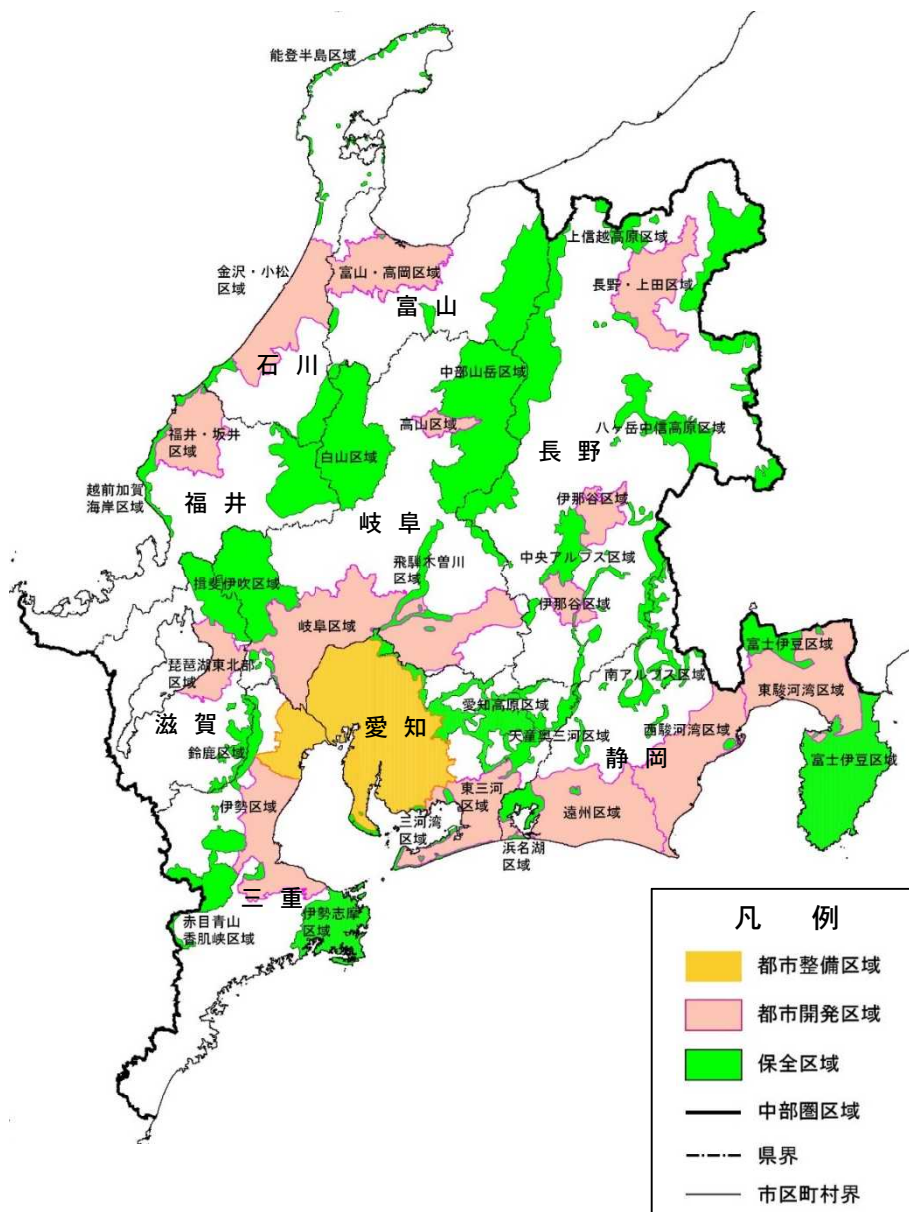 能登半島区域
上信越高原区域
金沢・小松
区域
富山・高岡区域
長野・上田区域
富山
石川
中部山岳区域
高山区域
福井・坂井
区域
八ヶ岳中信高原区域
長野
白山区域
越前加賀
海岸区域
福井
伊那谷区域
岐阜
飛騨木曽川
区域
中央アルプス区域
揖斐伊吹区域
伊那谷区域
岐阜区域
富士伊豆区域
琵琶湖東北部
区域
南アルプス区域
東駿河湾区域
愛知高原区域
滋賀
愛知
天竜奥三河区域
西駿河湾区域
鈴鹿区域
静岡
富士伊豆区域
伊勢区域
東三河
区域
遠州区域
三河湾
区域
浜名湖
区域
三重
伊勢志摩
区域
赤目青山
香肌峡区域
凡例
都市整備区域
都市開発区域
保全区域
中部圏区域
県界
市区町村界